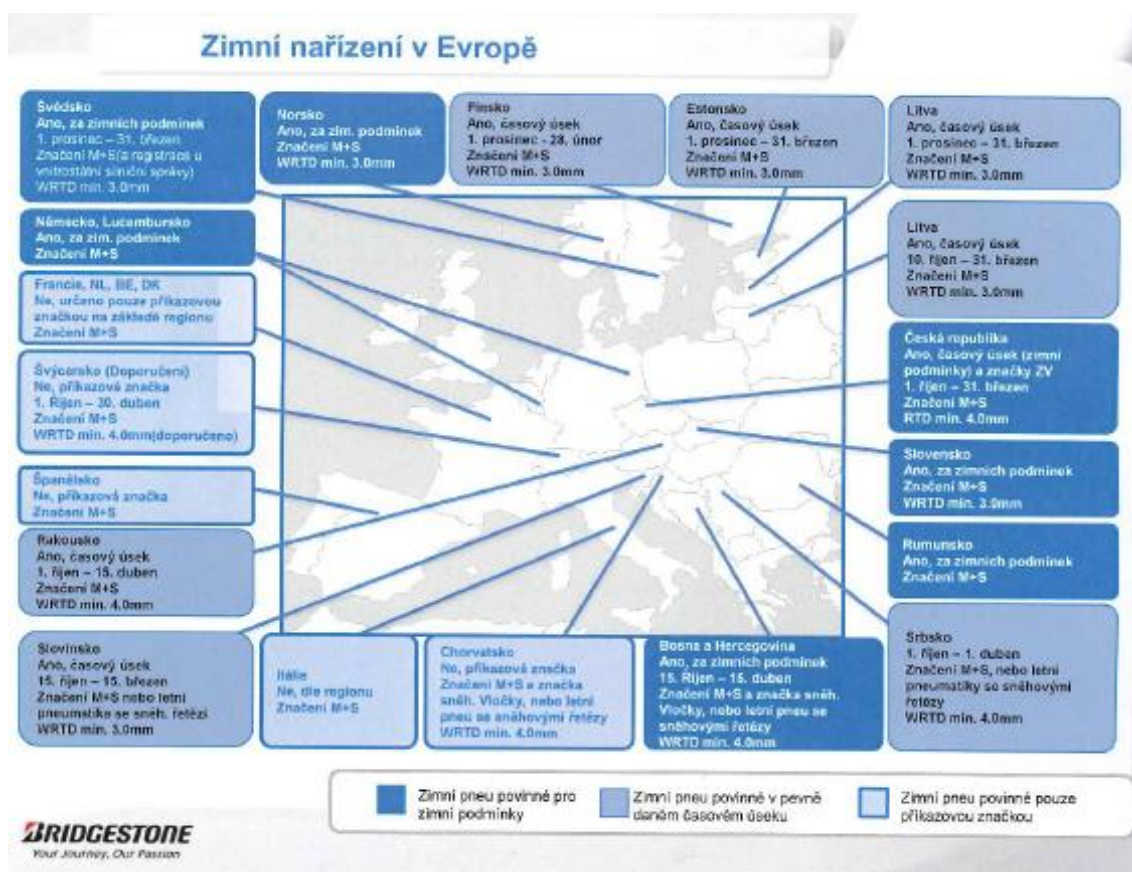 Zimní nařízení v Evropě
Švédsko
Ano, za zimních podmínek
1. prosinec – 31. březen
Značení M+S(a registrace u
vnitrostátní silniční správy)
WRTD min. 3.0mm
Norsko
Ano, za zim. podmínek
Značení M+S
WRTD min. 3.0mm
Finsko
Ano, časový úsek
1. prosinec - 28. únor
Značení M+S
WRTD min. 3.0mm
Estonsko
Ano, časový úsek
1. prosinec – 31. březen
Značení M+S
WRTD min. 3.0mm
Litva
Ano, časový úsek
1. prosinec – 31. březen
WRTD min. 3.0mm
Německo, Lucembursko
Ano, za zim. podmínek
Značení M+S
Litva
Ano, časový úsek
10. říjen – 31. březen
Značení M+S
WRTD min. 3.0mm
Francie, NL, BE, DK
Ne, určeno pouze příkazovou
značkou na základě regionu
Značení M+S
Česká republika
Ano, časový úsek (zimní
podmínky) a značky ZV
1. říjen – 31. březen
Značení M+S
RTD min. 4.0mm
Švýcarsko (Doporučení)
Ne, příkazová značka
1. Říjen – 30. duben
Značení M+S
WRTD min. 4.0mm(doporučeno)
Slovensko
Ano, za zimních podmínek
Značení M+S
WRTD min. 3.0mm
Španělsko
Ne, příkazová značka
Značení M+S
Rakousko
Ano, časový úsek
1. říjen – 15. duben
Značení M+S
WRTD min. 4.0mm
Rumunsko
Ano, za zimních podmínek
Značení M+S
Slovinsko
Ano, časový úsek
15. říjen – 15. březen
Značení M+S nebo letní
pneumatika se sněh. řetězi
WRTD min. 3.0mm
Itálie
Ne, dle regionu
Značení M+S
Chorvatsko
Ne, příkazová značka
Značení M+S a značka
sněh. Vločky, nebo letní
pneu se sněhovými řetězy
WRTD min. 4.0mm
Bosna a Hercegovina
Ano, za zimních podmínek
15. Říjen – 15. duben
Značení M+S a značka sněh.
Vločky, nebo letní pneu se
sněhovými řetězy
WRTD min. 4.0mm
Srbsko
1. říjen – 1. duben
Značení M+S, nebo letní
pneumatiky se sněhovými
řetězy
WRTD min. 4.0mm
Zimní pneu povinné pro
zimní podmínky
Zimní pneu povinné v pevně
daném časovém úseku
Zimní pneu povinné pouze
příkazovou značkou
BRIDGESTONE
Your Journey, Our Passion